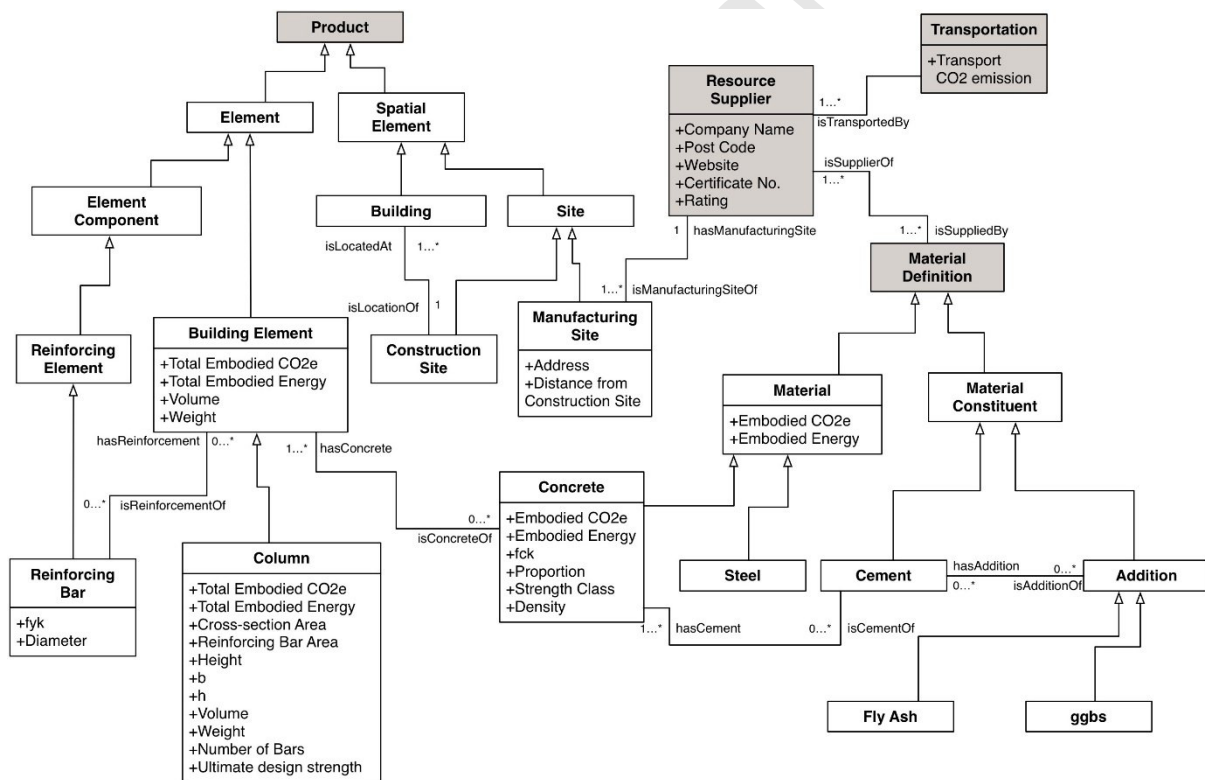 Product
Transportation
+Transport
CO2 emission
Resource
Supplier
+Company Name
+Post Code
+Website
+Certificate No.
+Rating
1...*
isTransportedBy
Element
Spatial
Element
isSupplierOf
1...*
Element
Component
Building
Site
1
hasManufacturingSite
1...*
isSuppliedBy
isLocatedAt
1...*
Material
Definition
1...*
isManufacturingSiteOf
isLocationOf
1
Building Element
+Total Embodied CO2e
+Total Embodied Energy
+Volume
+Weight
Manufacturing
Site
+Address
+Distance from
Construction Site
Reinforcing
Element
Construction
Site
Material
+Embodied CO2e
+Embodied Energy
Material
Constituent
hasReinforcement
0...*
1...*
hasConcrete
0...*
isReinforcementOf
0...*
isConcreteOf
Concrete
+Embodied CO2e
+Embodied Energy
+fck
+Proportion
+Strength Class
+Density
Column
+Total Embodied CO2e
+Total Embodied Energy
+Cross-section Area
+Reinforcing Bar Area
+Height
+b
+h
+Volume
+Weight
+Number of Bars
+Ultimate design strength
Reinforcing
Bar
+fyk
+Diameter
Steel
Cement
hasAddition
0...*
0...*
isAdditionOf
Addition
1...*
hasCement
0...*
isCementOf
Fly Ash
ggbs